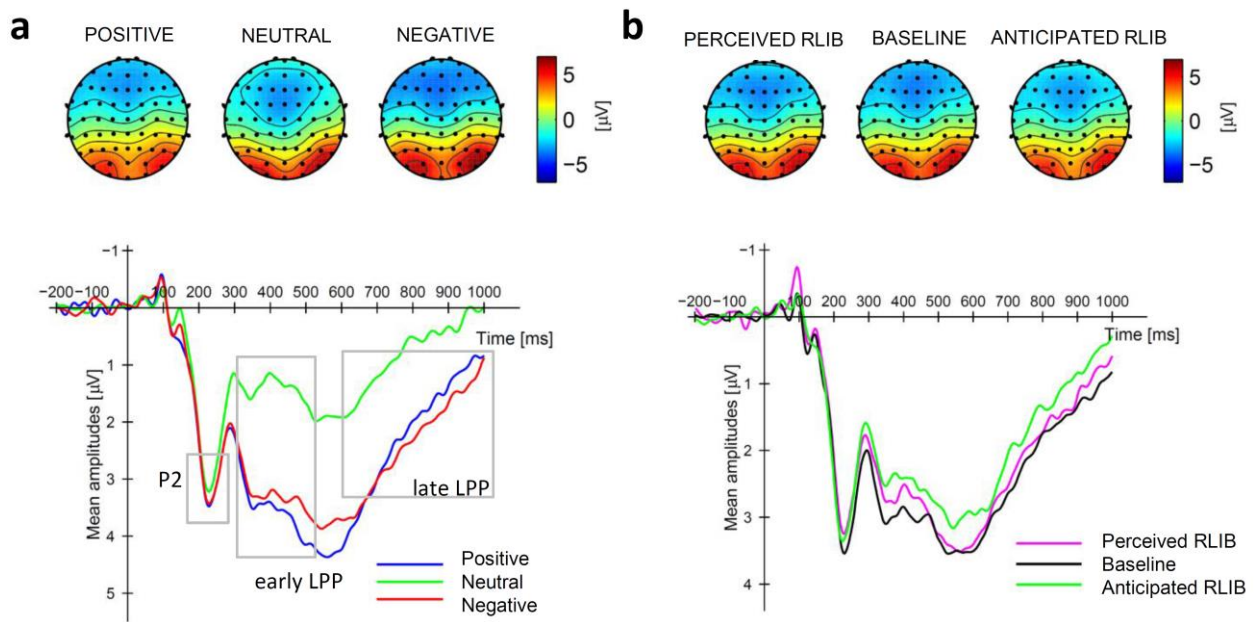 a
POSITIVE NEUTRAL NEGATIVE
5
0
−5
[µV]
−1
−200 −100 100 200 300 400 500 600 700 800 900 1000
Time [ms]
1
2
3
4
5
Mean amplitudes [µV]
P2
early LPP
late LPP
Positive
Neutral
Negative
b
PERCEIVED RLIB BASELINE ANTICIPATED RLIB
5
0
−5
[µV]
−1
−200 −100 100 200 300 400 500 600 700 800 900 1000
Time [ms]
1
2
3
4
Mean amplitudes [µV]
Perceived RLIB
Baseline
Anticipated RLIB